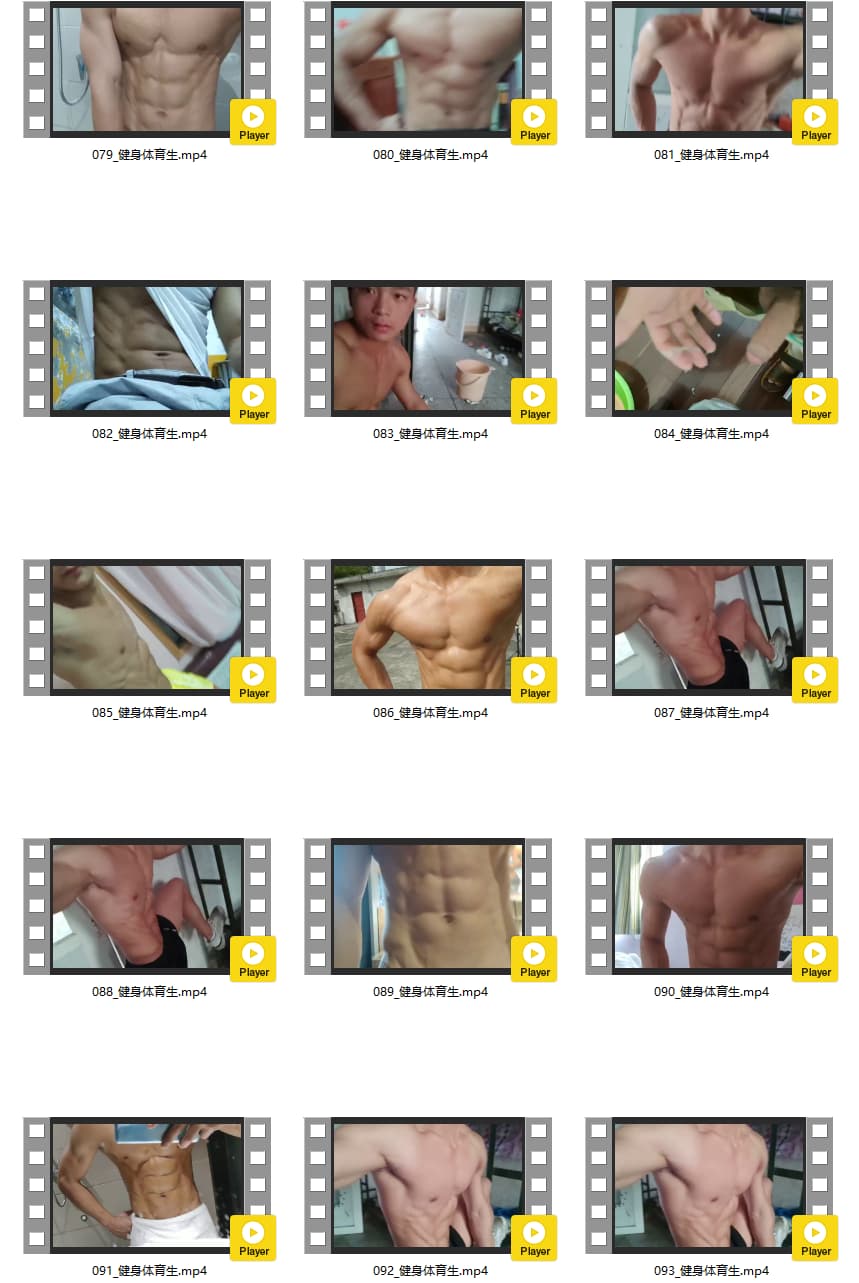 Player
Player
Player
079_健身体育生.mp4
080_健身体育生.mp4
081_健身体育生.mp4
Player
Player
Player
082_健身体育生.mp4
083_健身体育生.mp4
084_健身体育生.mp4
Player
Player
Player
085_健身体育生.mp4
086_健身体育生.mp4
087_健身体育生.mp4
Player
Player
Player
088_健身体育生.mp4
089_健身体育生.mp4
090_健身体育生.mp4
Player
Player
Player
091_健身体育生.mp4
092_健身体育生.mp4
093_健身体育生.mp4